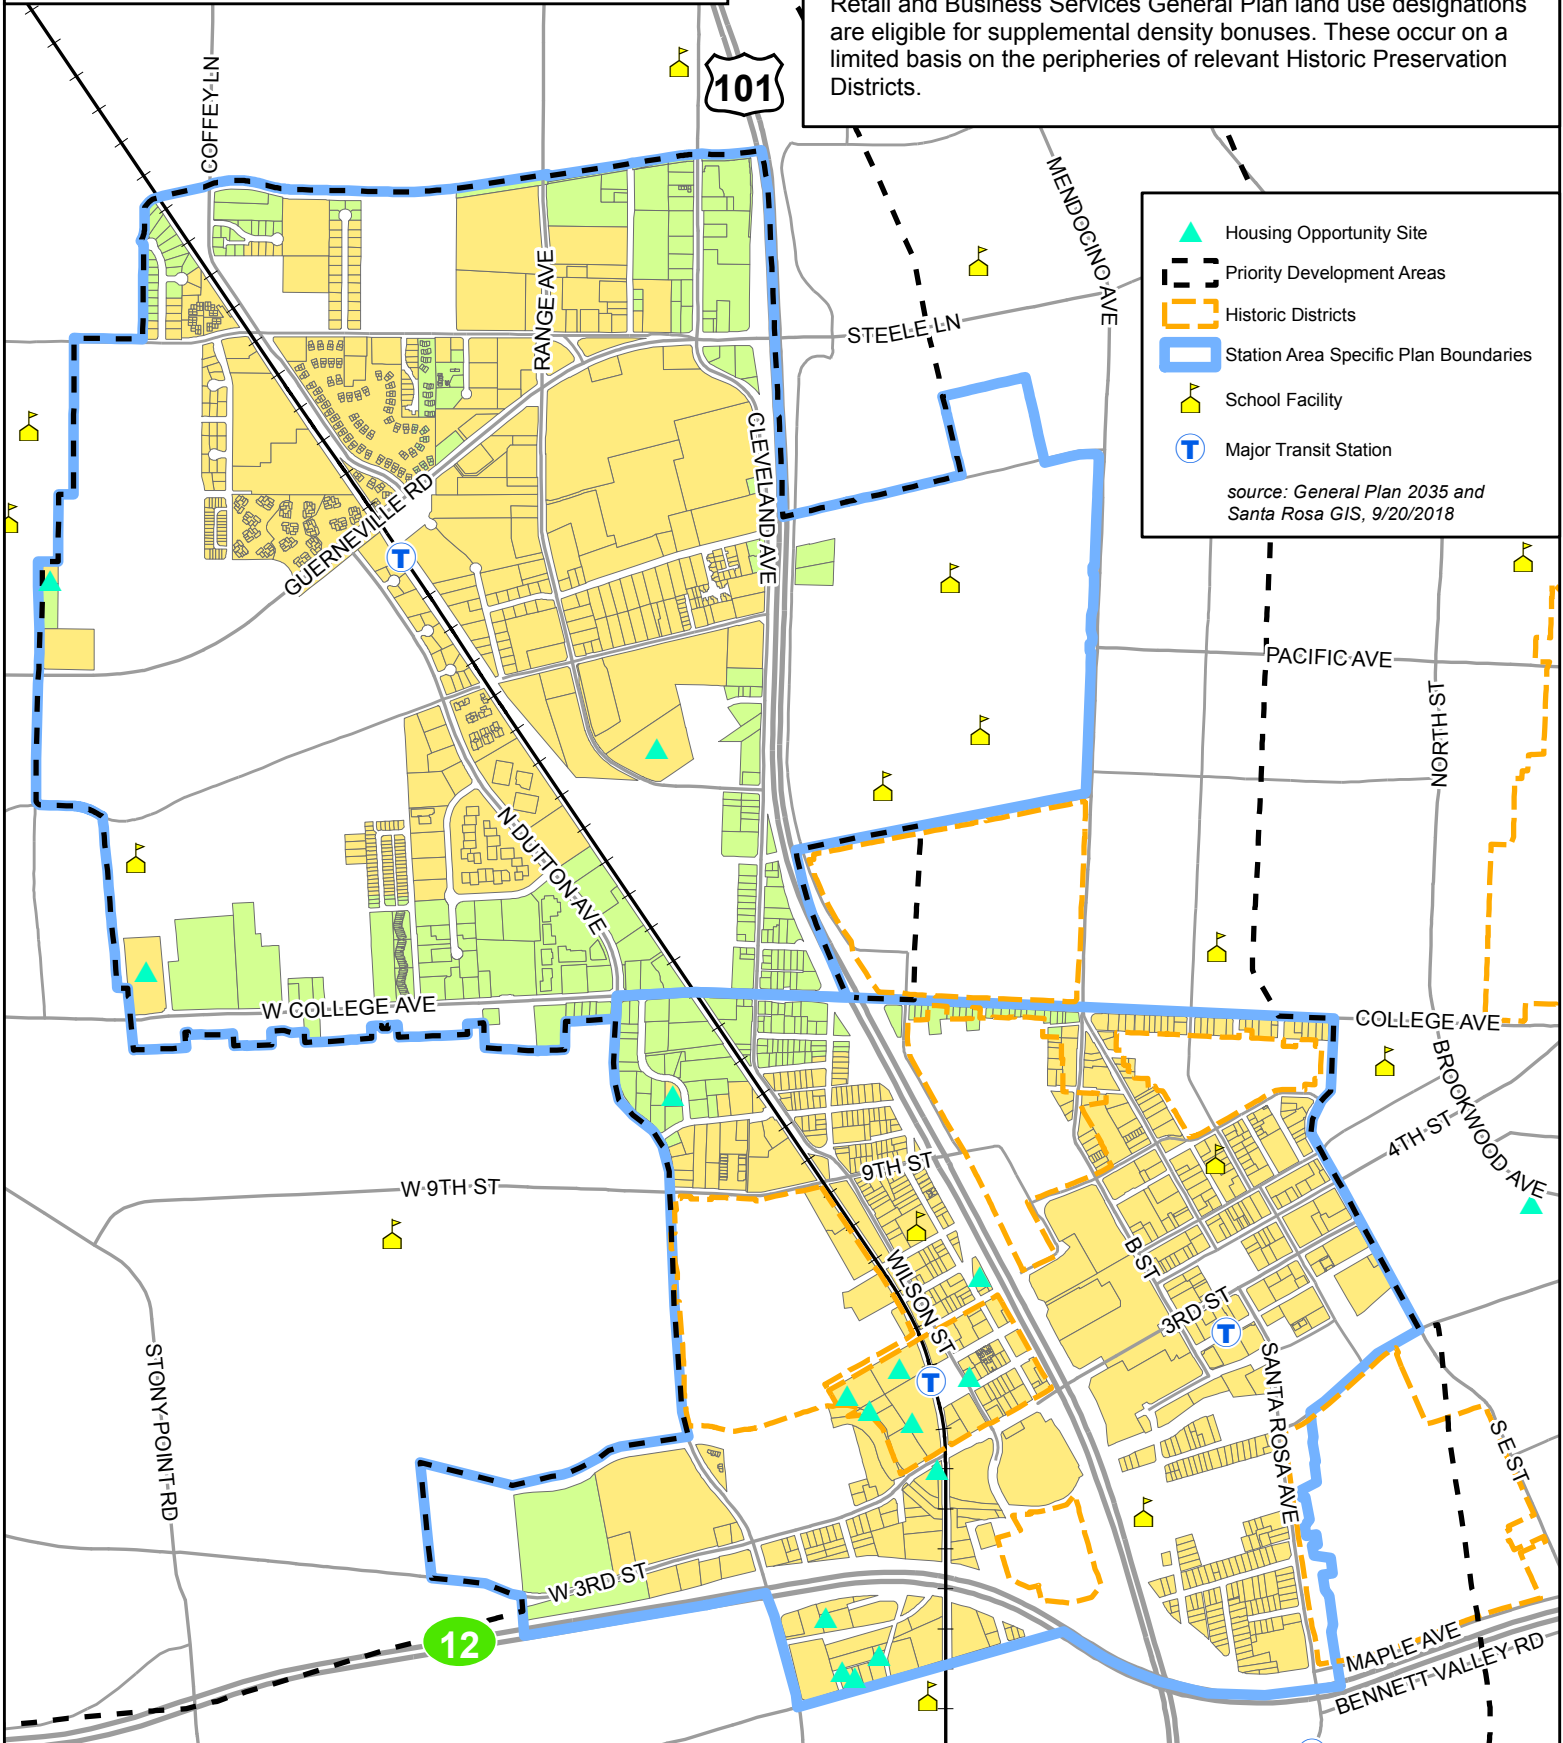 Retail and Business Services General Plan land use designations
are eligible for supplemental density bonuses. These occur on a
limited basis on the peripheries of relevant Historic Preservation
Districts.
101
COFFEY LN
MENDOCINO AVE
Housing Opportunity Site
Priority Development Areas
Historic Districts
Station Area Specific Plan Boundaries
School Facility
T
Major Transit Station
source: General Plan 2035 and
Santa Rosa GIS, 9/20/2018
RANGE AVE
STEELE LN
CLEVELAND AVE
GUERNEVILLE RD
T
PACIFIC AVE
NORTH ST
N DUTTON AVE
W COLLEGE AVE
COLLEGE AVE
BROOKWOOD AVE
4TH ST
9TH ST
W 9TH ST
B ST
WILSON ST
3RD ST
T
SANTA ROSA AVE
T
STONY POINT RD
S E ST
W 3RD ST
12
MAPLE AVE
BENNETT VALLEY RD